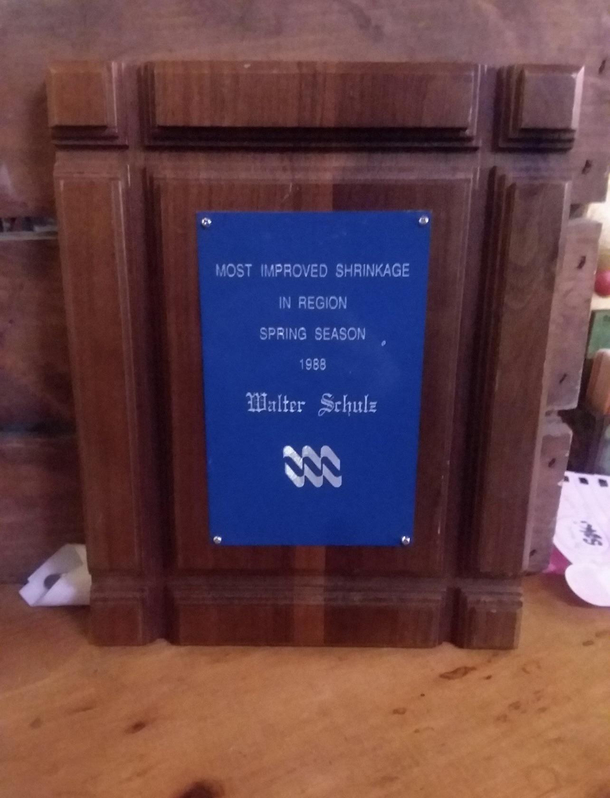 MOST IMPROVED SHRINKAGE
IN REGION
SPRING SEASON
1988
Walter Schulz